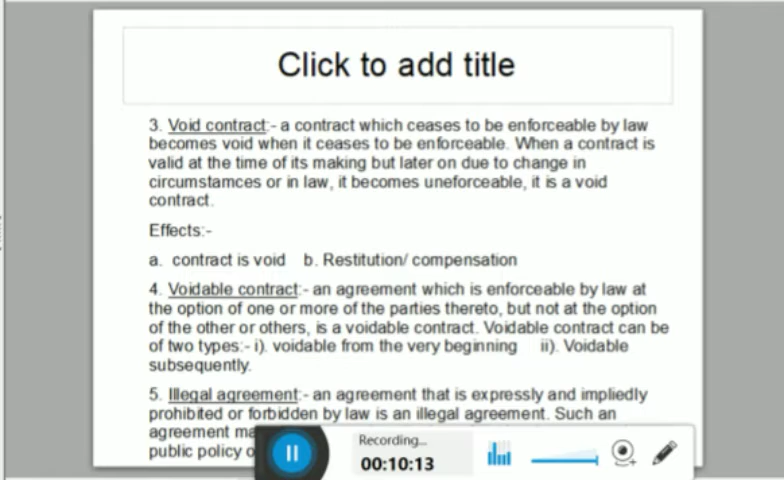 Click to add title
3. Void contract:- a contract which ceases to be enforceable by law
becomes void when it ceases to be enforceable. When a contract is
valid at the time of its making but later on due to change in
circumstamces or in law, it becomes uneforceable, it is a void
contract.
Effects:-
a. contract is void b. Restitution/ compensation
4. Voidable contract:- an agreement which is enforceable by law at
the option of one or more of the parties thereto, but not at the option
of the other or others, is a voidable contract. Voidable contract can be
of two types:- i). voidable from the very beginning ii). Voidable
subsequently.
5. Illegal agreement:- an agreement that is expressly and impliedly
prohibited or forbidden by law is an illegal agreement. Such an
agreement
public policy
Recording...
00:10:13